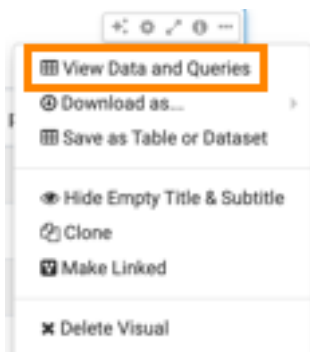 View Data and Queries
Download as...
Save as Table or Dataset
Hide Empty Title & Subtitle
Clone
Make Linked
Delete Visual